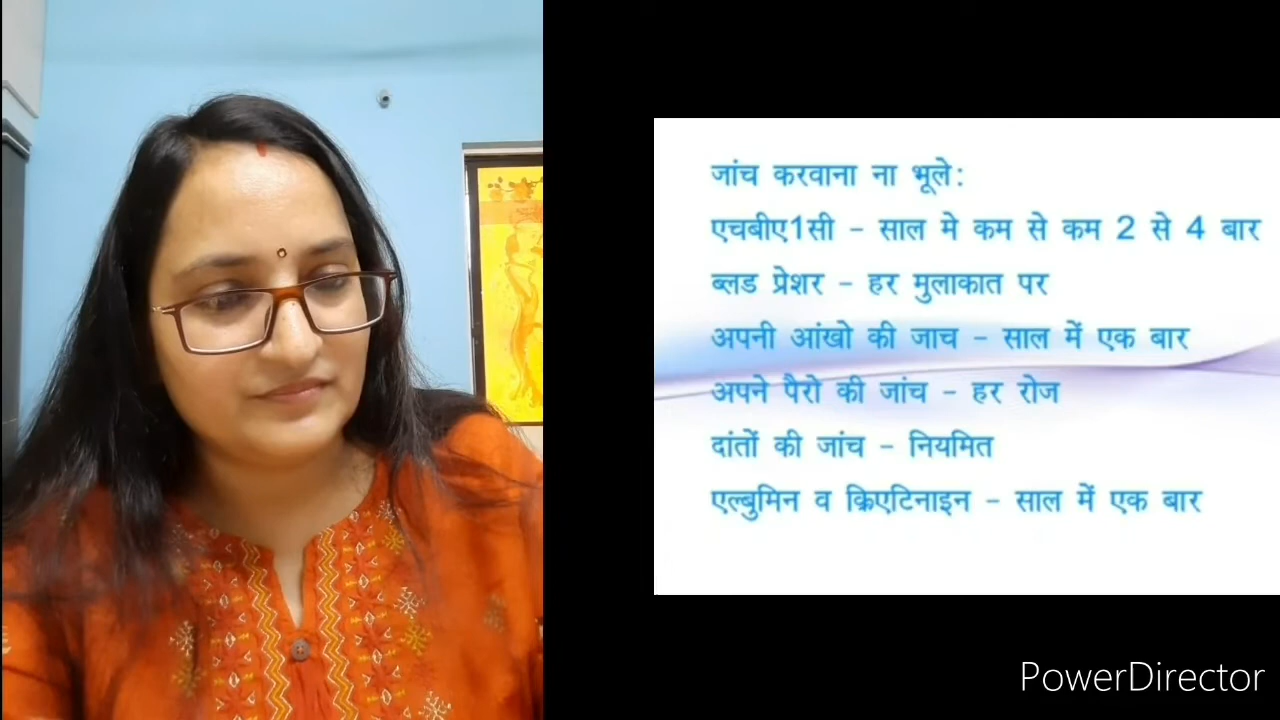 जांच करवाना ना भूले:
एचबीए1सी - साल मे कम से कम 2 से 4 बार
ब्लड प्रेशर - हर मुलाकात पर
अपनी आंखो की जाच - साल में एक बार
अपने पैरो की जांच - हर रोज
दांतों की जांच - नियमित
एल्बुमिन व क्रिएटिनाइन - साल में एक बार
PowerDirector